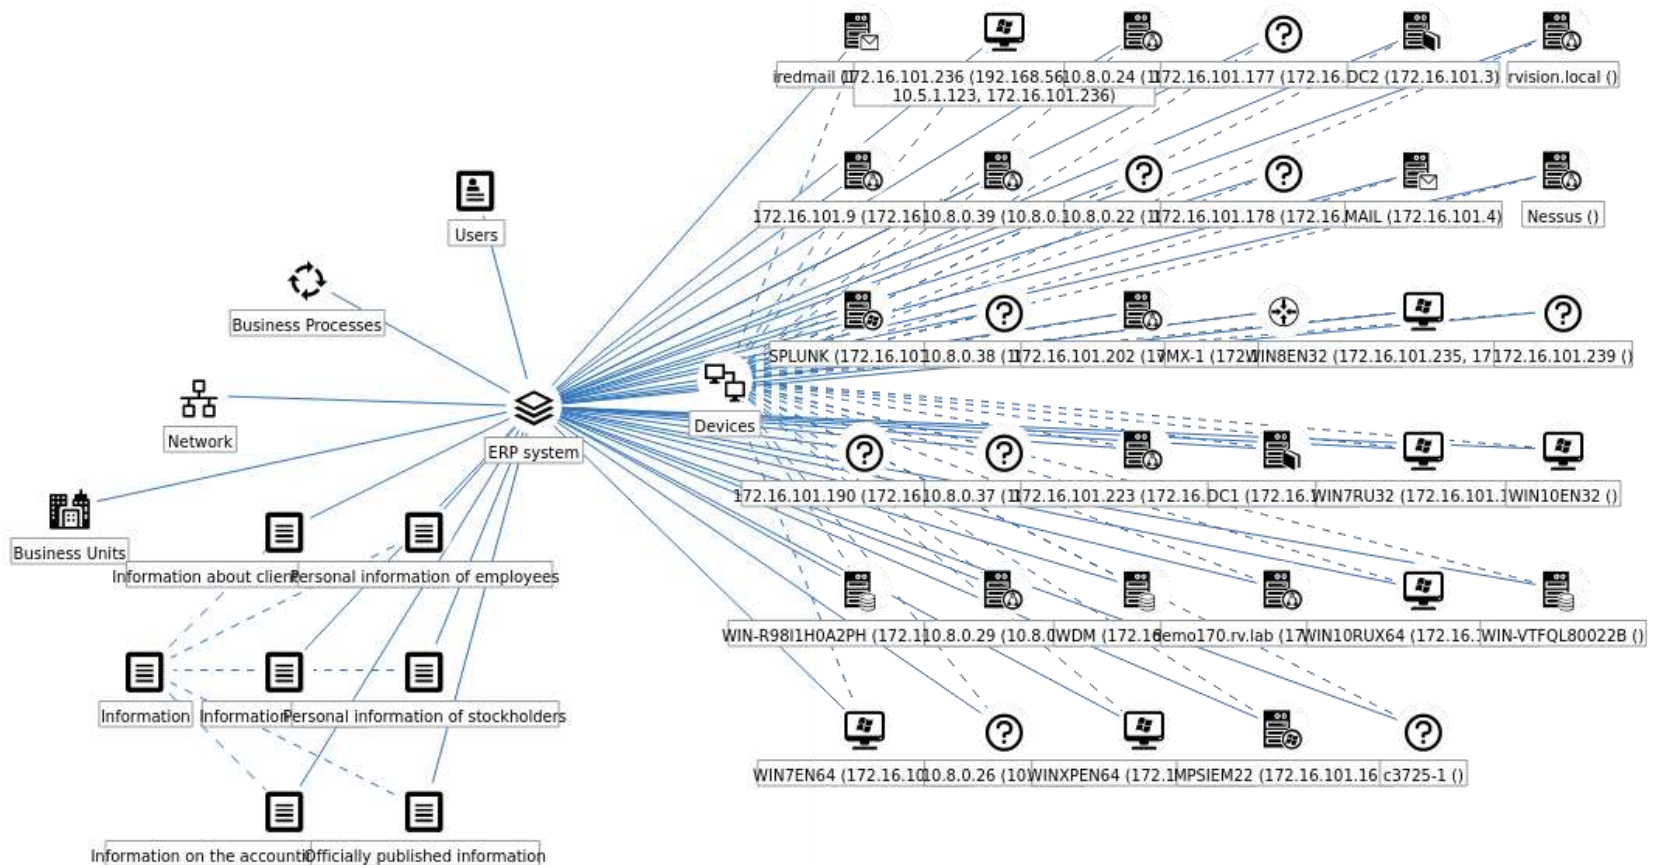 iredmail (1
172.16.101.236 (192.168.56
10.5.1.123, 172.16.101.236)
10.8.0.24 (1
172.16.101.177 (172.16.
DC2 (172.16.101.3)
rvision.local ()
Users
172.16.101.9 (172.16
10.8.0.39 (10.8.0.
10.8.0.22 (1
172.16.101.178 (172.16.
MAIL (172.16.101.4)
Nessus ()
Business Processes
SPLUNK (172.16.10
10.8.0.38 (1
172.16.101.202 (17
vMX-1 (172.
WIN8EN32 (172.16.101.235, 17
172.16.101.239 ()
Network
ERP system
Devices
172.16.101.190 (172.16
10.8.0.37 (1
172.16.101.223 (172.16.
DC1 (172.16.1
WIN7RU32 (172.16.101.1
WIN10EN32 ()
Business Units
Information about clien
Personal information of employees
WIN-R98I1H0A2PH (172.1
10.8.0.29 (10.8.0
WDM (172.16
demo170.rv.lab (17
WIN10RUX64 (172.16.
WIN-VTFQL80022B ()
Information
Information
Personal information of stockholders
WIN7EN64 (172.16.10
10.8.0.26 (10
WINXPEN64 (172.1
MPSIEM22 (172.16.101.16
c3725-1 ()
Information on the accounti
Officially published information